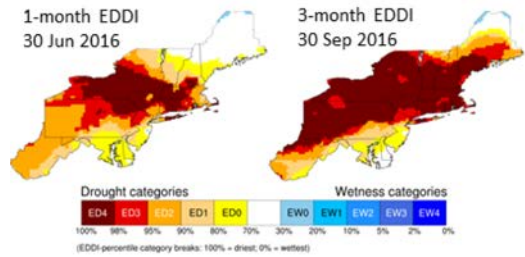 1-month EDDI
30 Jun 2016
3-month EDDI
30 Sep 2016
Drought categories
Wetness categories
ED4 ED3 ED2 ED1 ED0 EW0 EW1 EW2 EW3 EW4
100% 98% 95% 90% 80% 70% 30% 20% 10% 5% 2% 0%
(EDDI-percentile category breaks: 100% = driest; 0% = wettest)